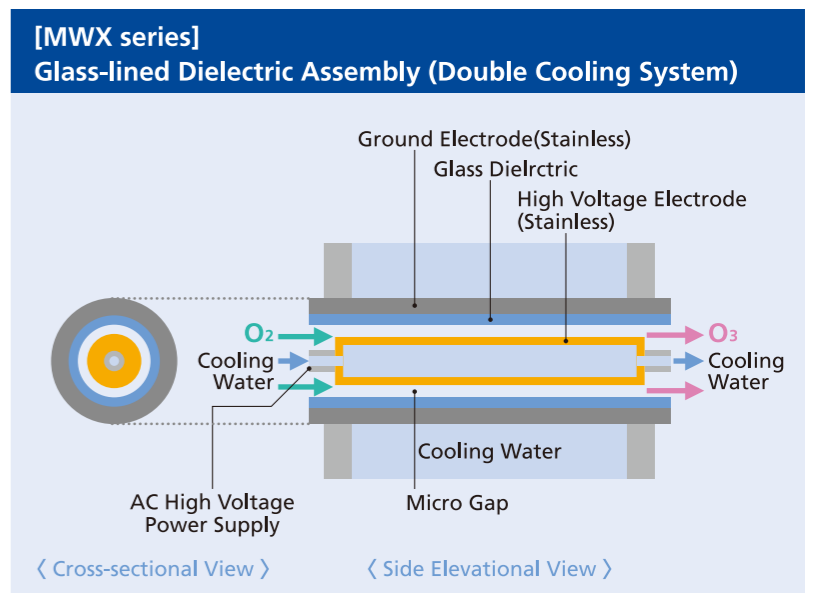 [MWX series]
Glass-lined Dielectric Assembly (Double Cooling System)
Ground Electrode(Stainless)
Glass Dielrctric
High Voltage Electrode
(Stainless)
O2
O3
Cooling
Water
Cooling
Water
Cooling Water
AC High Voltage
Power Supply
Micro Gap
〈 Cross-sectional View 〉
〈 Side Elevational View 〉